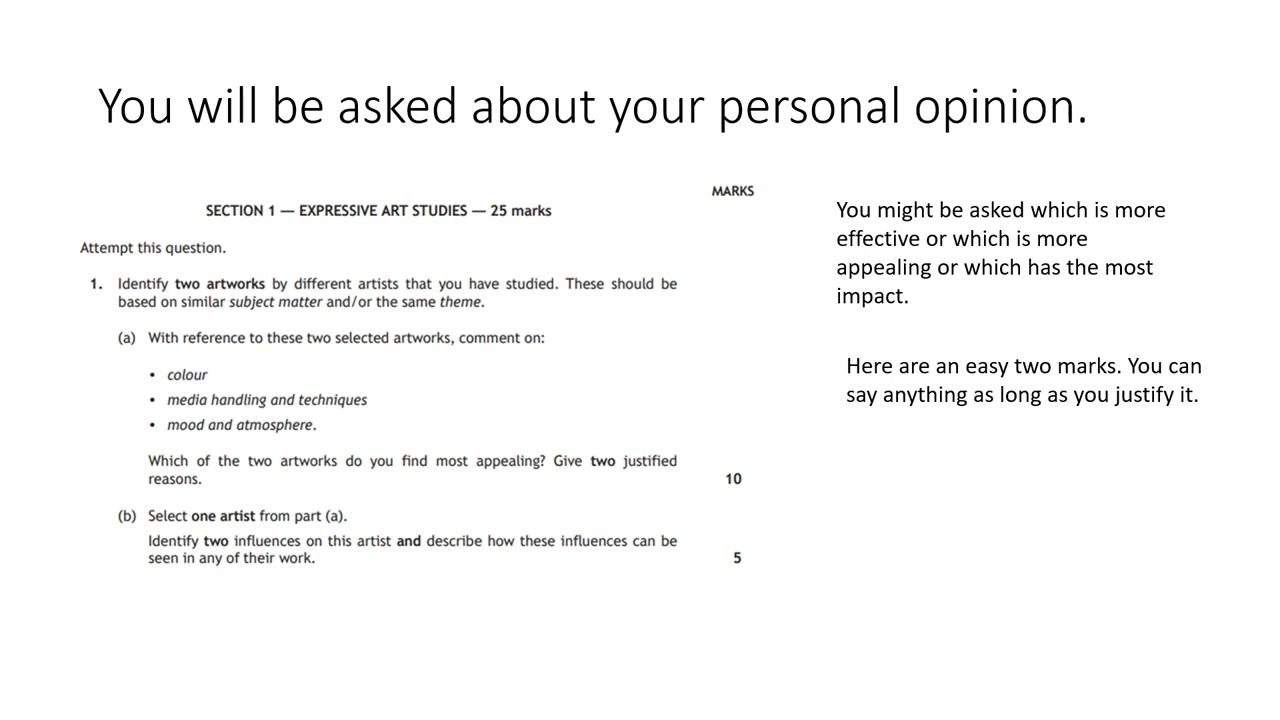 You will be asked about your personal opinion.
MARKS
SECTION 1 — EXPRESSIVE ART STUDIES — 25 marks
Attempt this question.
1. Identify two artworks by different artists that you have studied. These should be
based on similar subject matter and/or the same theme.
(a) With reference to these two selected artworks, comment on:
• colour
• media handling and techniques
• mood and atmosphere.
Which of the two artworks do you find most appealing? Give two justified
reasons. 10
(b) Select one artist from part (a).
Identify two influences on this artist and describe how these influences can be
seen in any of their work. 5
You might be asked which is more
effective or which is more
appealing or which has the most
impact.
Here are an easy two marks. You can
say anything as long as you justify it.